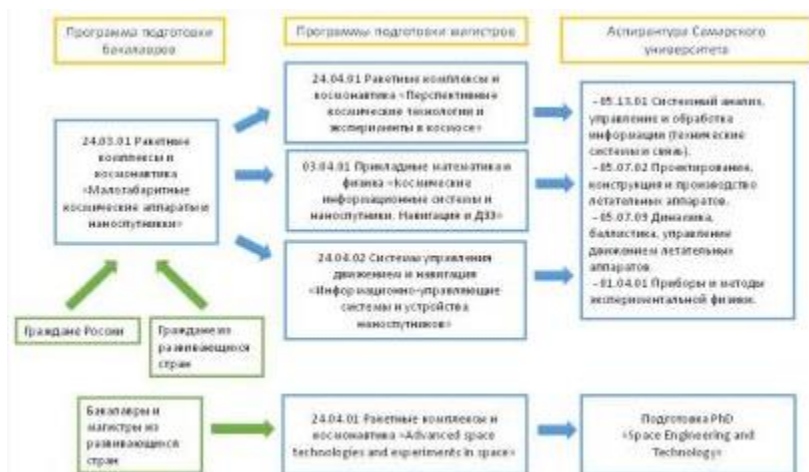 Программа подготовки
бакалавров
Программы подготовки магистров
Аспирантура Самарского
университета
24.03.01 Ракетные
комплексы и
космонавтика
«Малогабаритные
космические аппараты и
наноспутники»
24.04.01 Ракетные комплексы и
космонавтика «Перспективные
космические технологии и
эксперименты в космосе»
03.04.01 Прикладные математика и
физика «Космические
информационные системы и
наноспутники. Навигация и ДЗЗ»
24.04.02 Системы управления
движением и навигация
«Информационно-управляющие
системы и устройства
наноспутников»
- 05.13.01 Системный анализ,
управление и обработка
информации (технические
системы и связь).
- 05.07.02 Проектирование,
конструкция и производство
летательных аппаратов.
- 05.07.09 Динамика,
баллистика, управление
движением летательных
аппаратов.
- 01.04.01 Приборы и методы
экспериментальной физики.
Граждане России
Граждане из
развивающихся
стран
Бакалавры и
магистры из
развивающихся
стран
24.04.01 Ракетные комплексы и
космонавтика «Advanced space
technologies and experiments in space»
Подготовка PhD
«Space Engineering and
Technology»